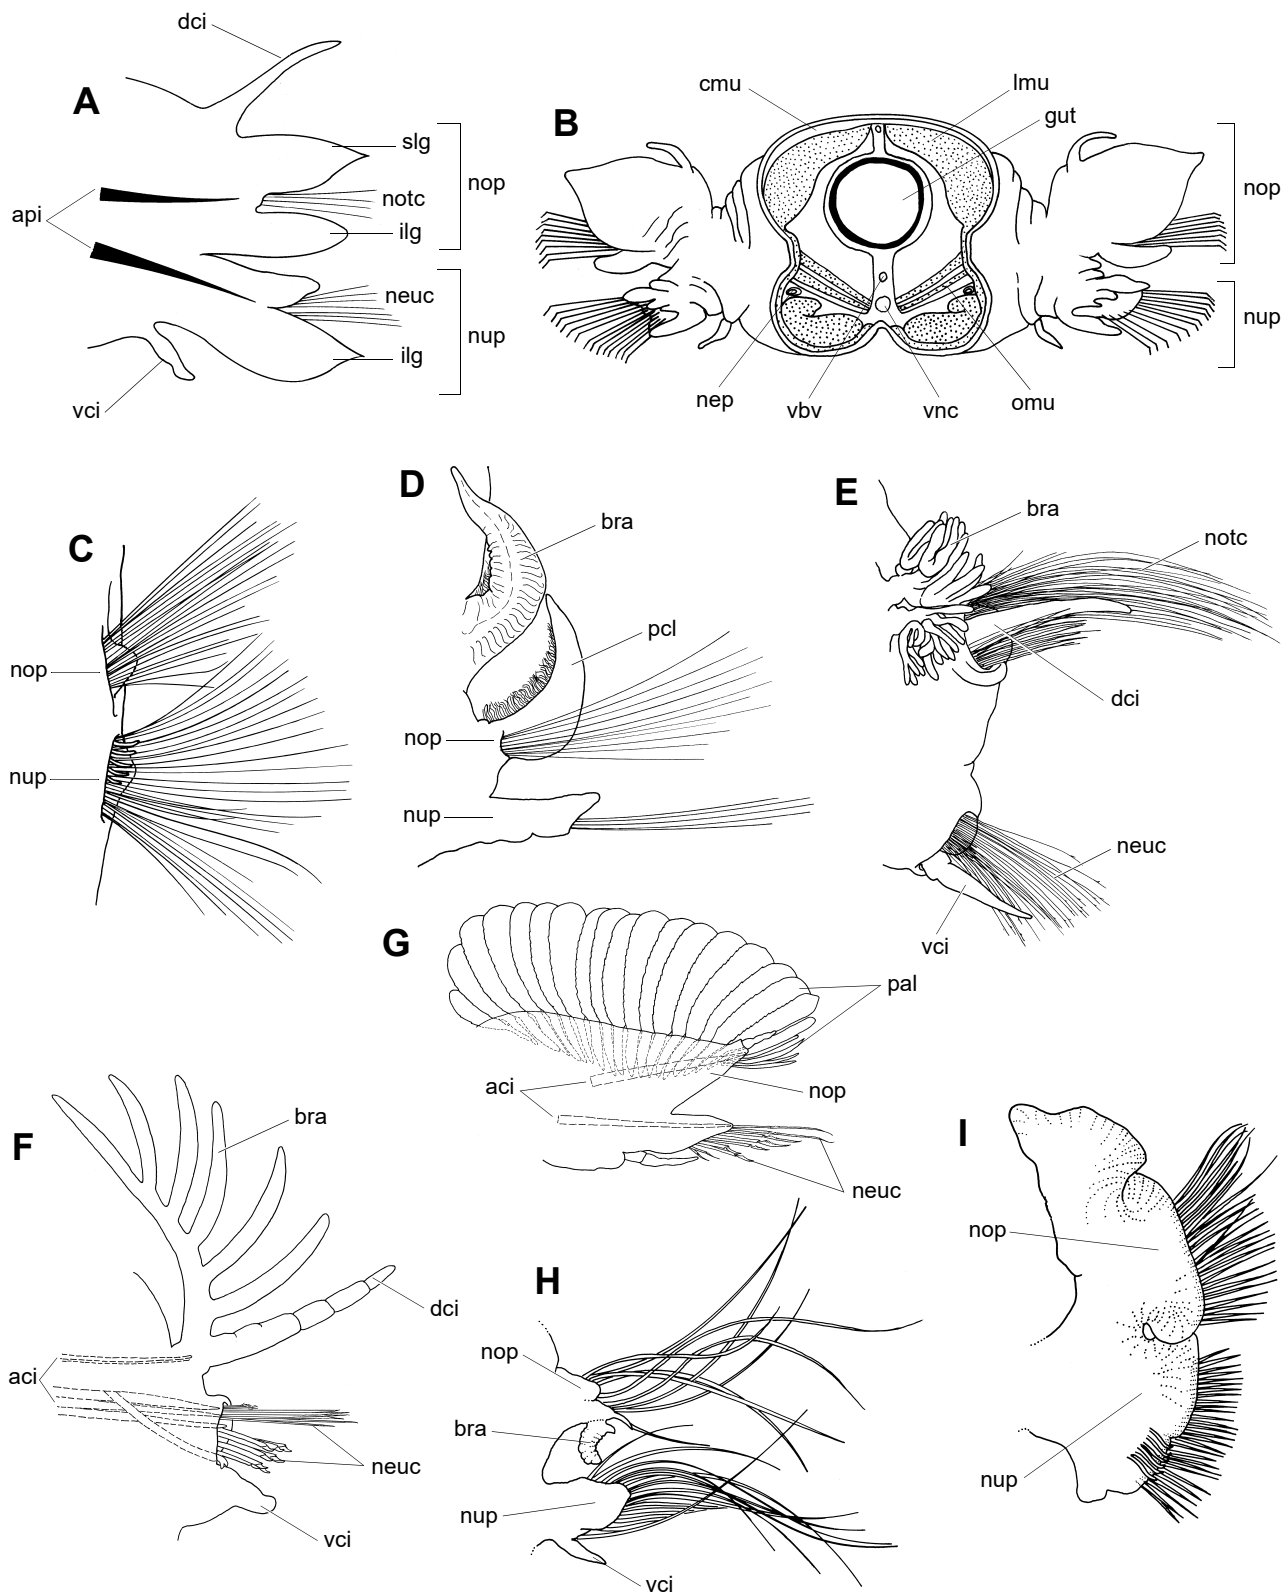 A
dci
slg
nop
notc
api
ilg
neuc
nup
ilg
vci
B
cmu
lmu
gut
nop
nup
nep
vbv
vnc
omu
C
nop
nup
D
bra
pcl
nop
nup
E
bra
notc
dci
neuc
vci
F
bra
dci
aci
neuc
vci
G
pal
aci
nop
neuc
H
nop
bra
nup
vci
I
nop
nup